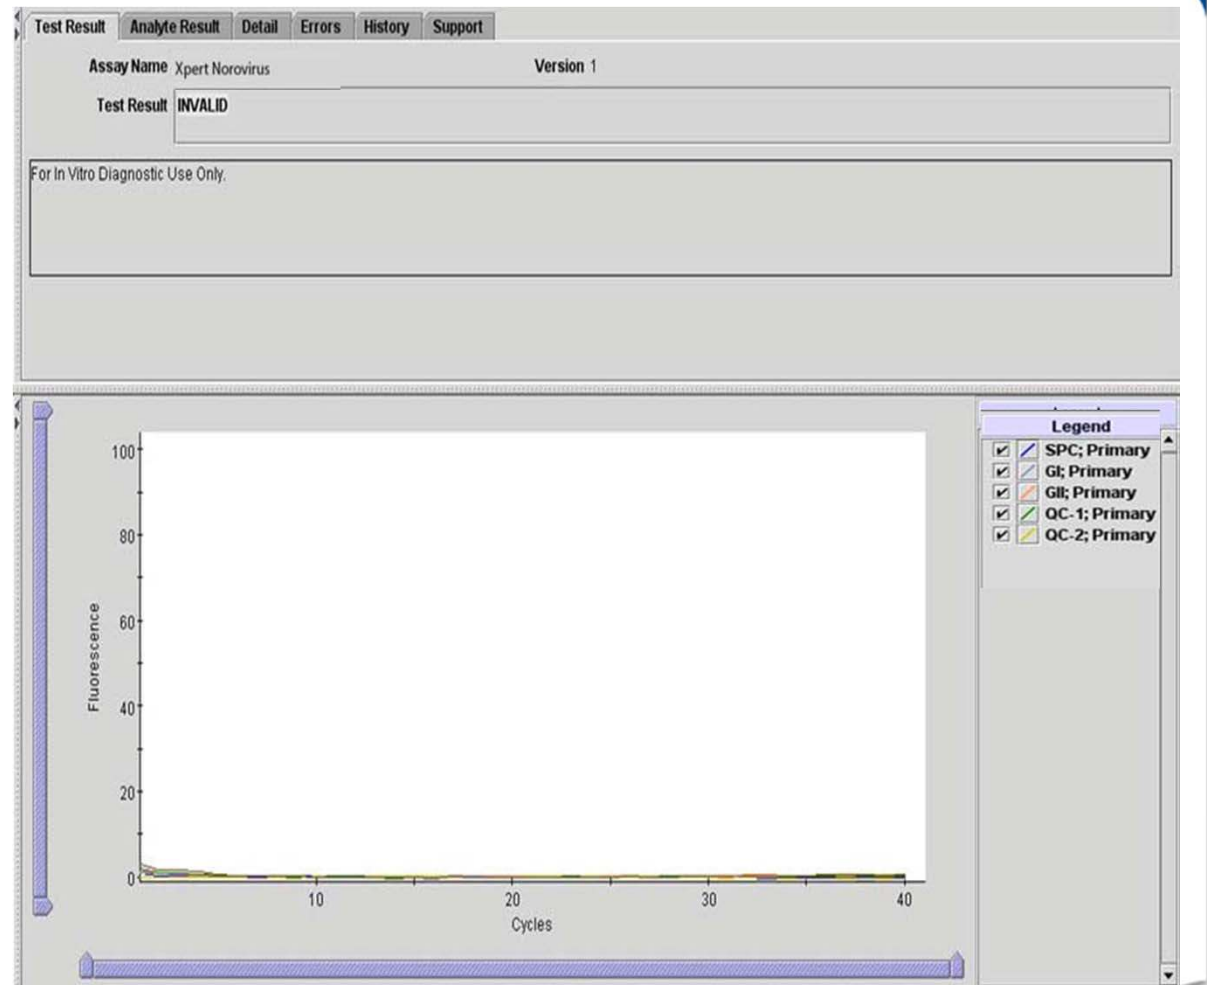 Test Result Analyte Result Detail Errors History Support
Assay Name Xpert Norovirus Version 1
Test Result INVALID
For In Vitro Diagnostic Use Only.
Legend
SPC; Primary
GI; Primary
GII; Primary
QC-1; Primary
QC-2; Primary
100
80
60
40
20
0
Fluorescence
10 20 30 40
Cycles